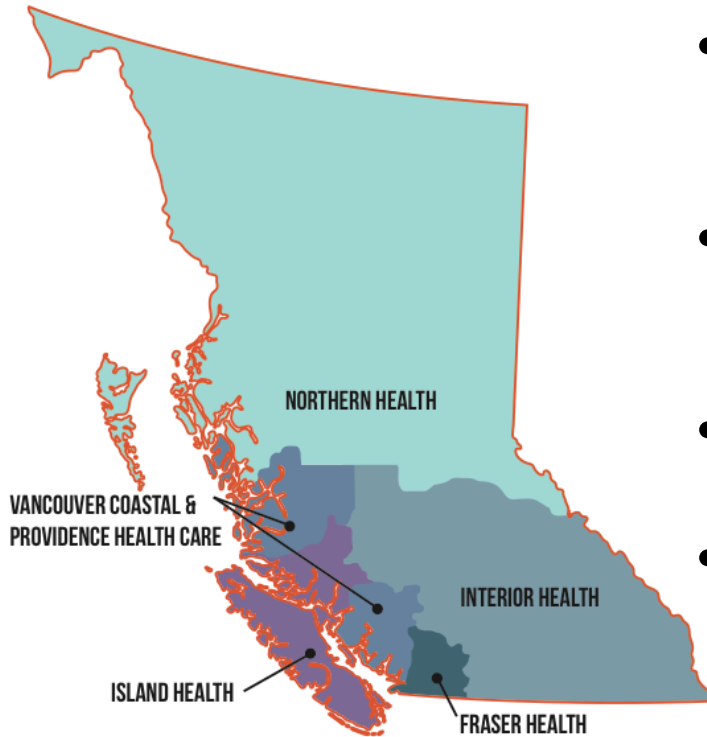 NORTHERN HEALTH
VANCOUVER COASTAL &
PROVIDENCE HEALTH CARE
INTERIOR HEALTH
ISLAND HEALTH
FRASER HEALTH